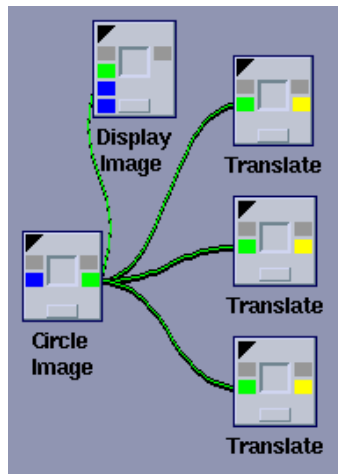 Display
Image
Translate
Translate
Circle
Image
Translate